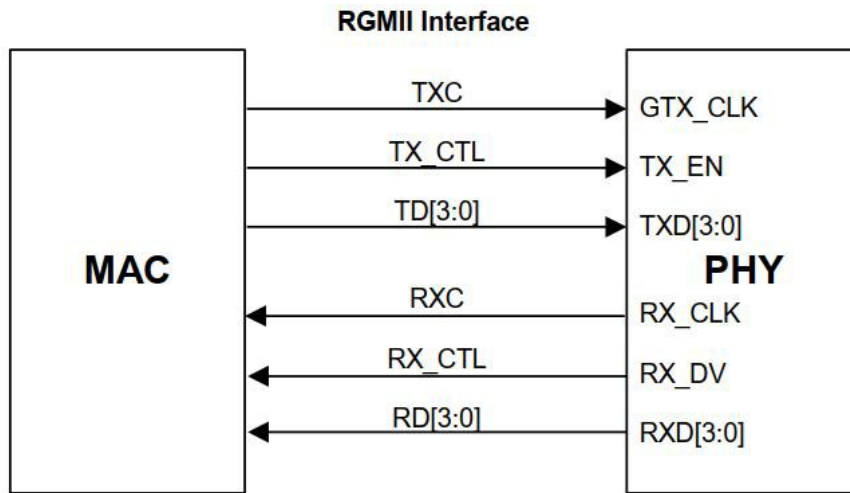 RGMII Interface
TXC
GTX_CLK
TX_CTL
TX_EN
TD[3:0]
TXD[3:0]
MAC
PHY
RXC
RX_CLK
RX_CTL
RX_DV
RD[3:0]
RXD[3:0]